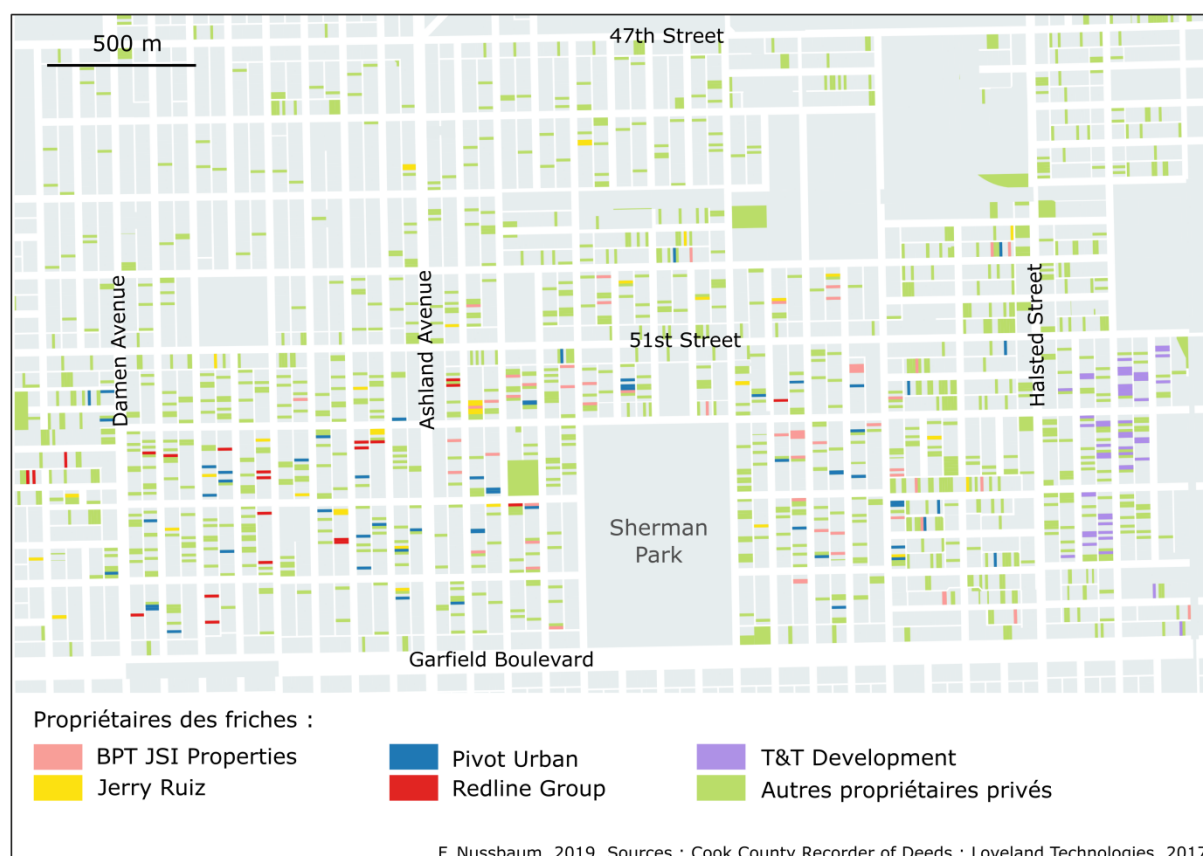 500 m
47th Street
Damen Avenue
Ashland Avenue
Halsted Street
51st Street
Sherman
Park
Garfield Boulevard
Propriétaires des friches :
BPT JSI Properties
Pivot Urban
T&T Development
Jerry Ruiz
Redline Group
Autres propriétaires privés
F. Nussbaum, 2019. Sources : Cook County Recorder of Deeds ; Loveland Technologies, 2017